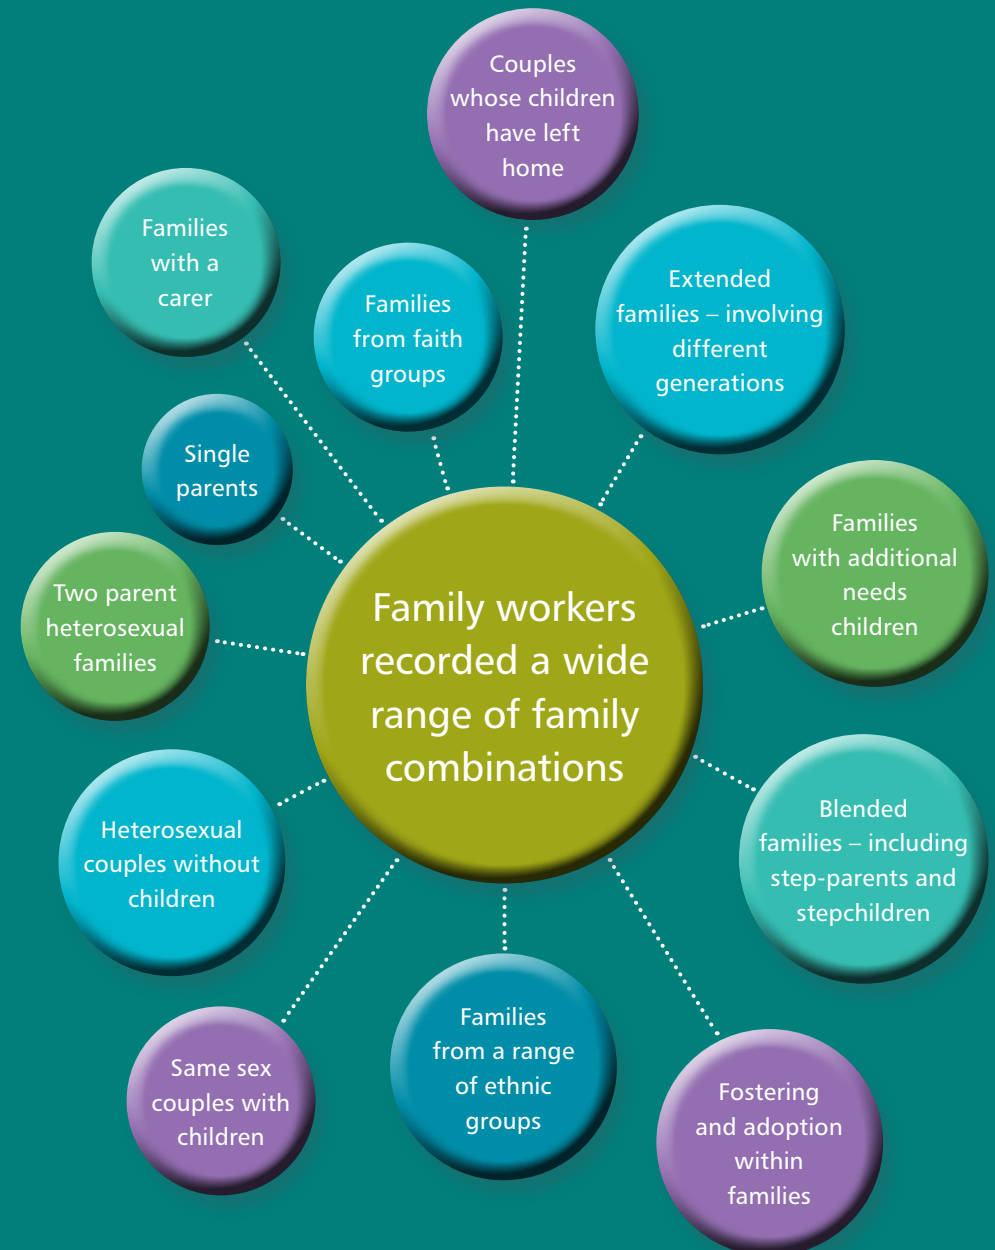 Couples
whose children
have left
home
Families
with a
carer
Families
from faith
groups
Extended
families – involving
different
generations
Single
parents
Families
with additional
needs
children
Two parent
heterosexual
families
Family workers
recorded a wide
range of family
combinations
Heterosexual
couples without
children
Blended
families – including
step-parents and
stepchildren
Same sex
couples with
children
Families
from a range
of ethnic
groups
Fostering
and adoption
within
families